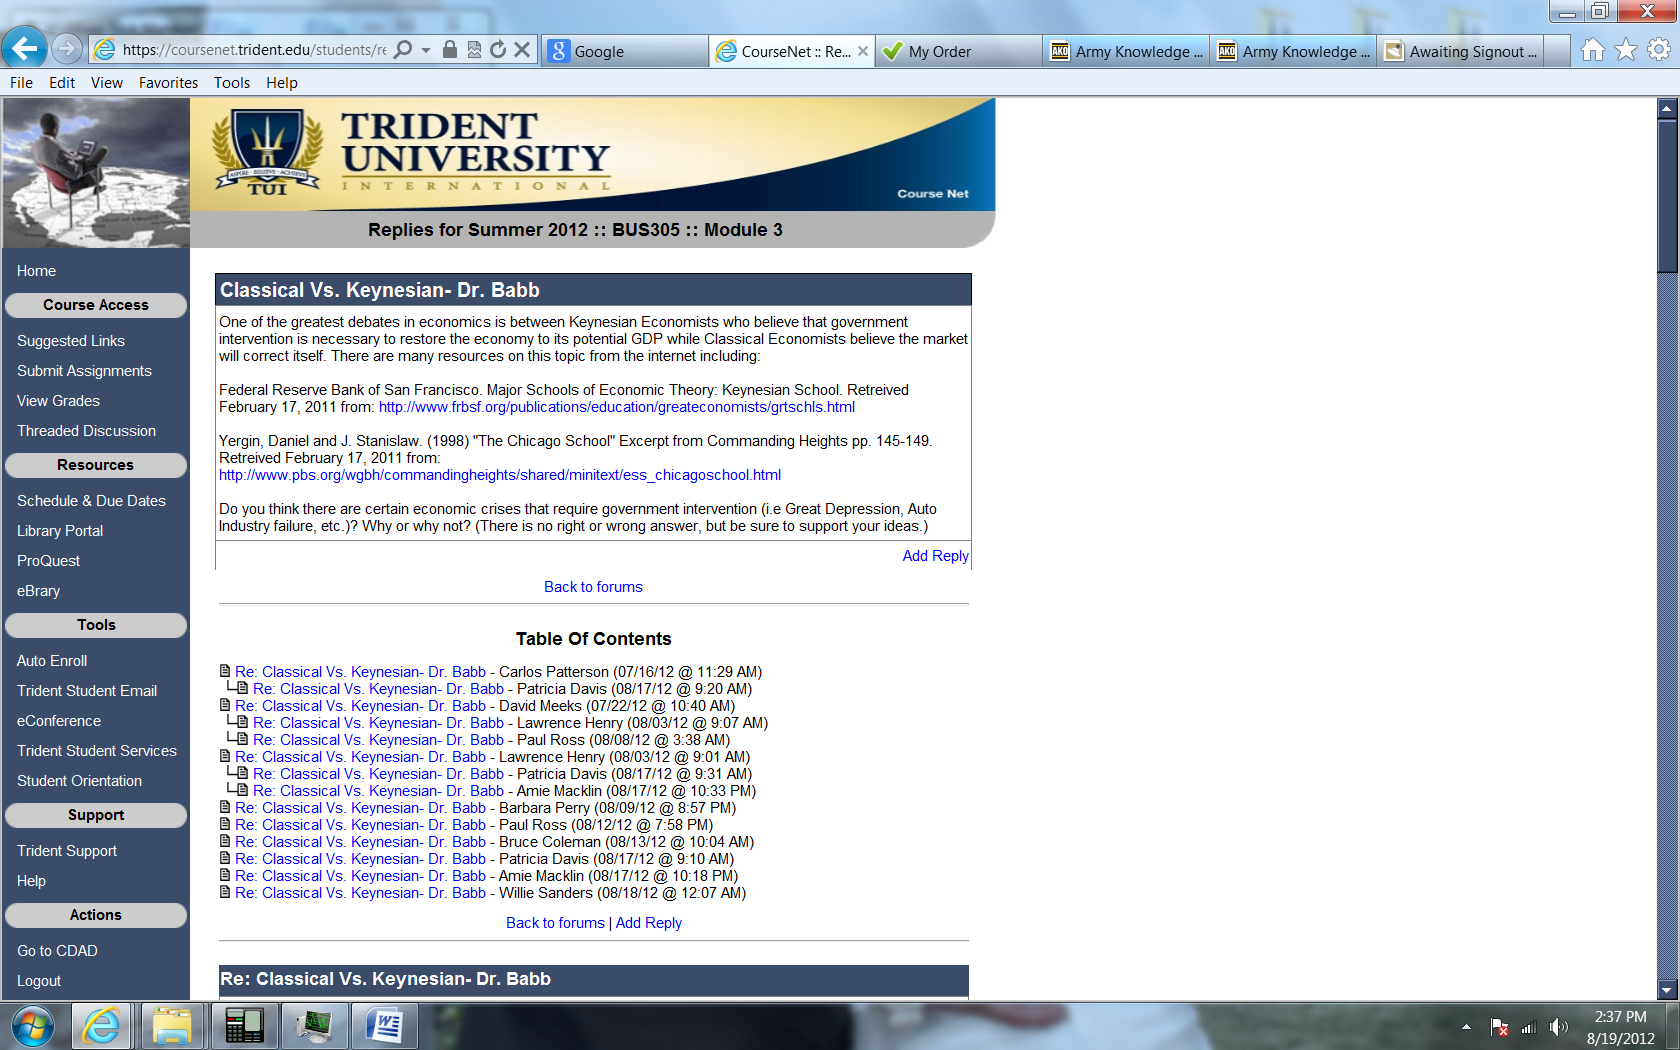 https://coursenet.trident.edu/students/re
Google
CourseNet :: Re...
My Order
Army Knowledge ...
Army Knowledge ...
Awaiting Signout ...
File Edit View Favorites Tools Help
TRIDENT
UNIVERSITY
INTERNATIONAL
TUI
Course Net
Replies for Summer 2012 :: BUS305 :: Module 3
Home
Course Access
Suggested Links
Submit Assignments
View Grades
Threaded Discussion
Resources
Schedule & Due Dates
Library Portal
ProQuest
eBrary
Tools
Auto Enroll
Trident Student Email
eConference
Trident Student Services
Student Orientation
Support
Trident Support
Help
Actions
Go to CDAD
Logout
Classical Vs. Keynesian- Dr. Babb
One of the greatest debates in economics is between Keynesian Economists who believe that government
intervention is necessary to restore the economy to its potential GDP while Classical Economists believe the market
will correct itself. There are many resources on this topic from the internet including:
Federal Reserve Bank of San Francisco. Major Schools of Economic Theory: Keynesian School. Retreived
February 17, 2011 from: http://www.frbsf.org/publications/education/greateconomists/grtschls.html
Yergin, Daniel and J. Stanislaw. (1998) "The Chicago School" Excerpt from Commanding Heights pp. 145-149.
Retreived February 17, 2011 from:
http://www.pbs.org/wgbh/commandingheights/shared/minitext/ess_chicagoschool.html
Do you think there are certain economic crises that require government intervention (i.e Great Depression, Auto
Industry failure, etc.)? Why or why not? (There is no right or wrong answer, but be sure to support your ideas.)
Add Reply
Back to forums
Table Of Contents
Re: Classical Vs. Keynesian- Dr. Babb - Carlos Patterson (07/16/12 @ 11:29 AM)
Re: Classical Vs. Keynesian- Dr. Babb - Patricia Davis (08/17/12 @ 9:20 AM)
Re: Classical Vs. Keynesian- Dr. Babb - David Meeks (07/22/12 @ 10:40 AM)
Re: Classical Vs. Keynesian- Dr. Babb - Lawrence Henry (08/03/12 @ 9:07 AM)
Re: Classical Vs. Keynesian- Dr. Babb - Paul Ross (08/08/12 @ 3:38 AM)
Re: Classical Vs. Keynesian- Dr. Babb - Lawrence Henry (08/03/12 @ 9:01 AM)
Re: Classical Vs. Keynesian- Dr. Babb - Patricia Davis (08/17/12 @ 9:31 AM)
Re: Classical Vs. Keynesian- Dr. Babb - Amie Macklin (08/17/12 @ 10:33 PM)
Re: Classical Vs. Keynesian- Dr. Babb - Barbara Perry (08/09/12 @ 8:57 PM)
Re: Classical Vs. Keynesian- Dr. Babb - Paul Ross (08/12/12 @ 7:58 PM)
Re: Classical Vs. Keynesian- Dr. Babb - Bruce Coleman (08/13/12 @ 10:04 AM)
Re: Classical Vs. Keynesian- Dr. Babb - Patricia Davis (08/17/12 @ 9:10 AM)
Re: Classical Vs. Keynesian- Dr. Babb - Amie Macklin (08/17/12 @ 10:18 PM)
Re: Classical Vs. Keynesian- Dr. Babb - Willie Sanders (08/18/12 @ 12:07 AM)
Back to forums | Add Reply
Re: Classical Vs. Keynesian- Dr. Babb
2:37 PM
8/19/2012